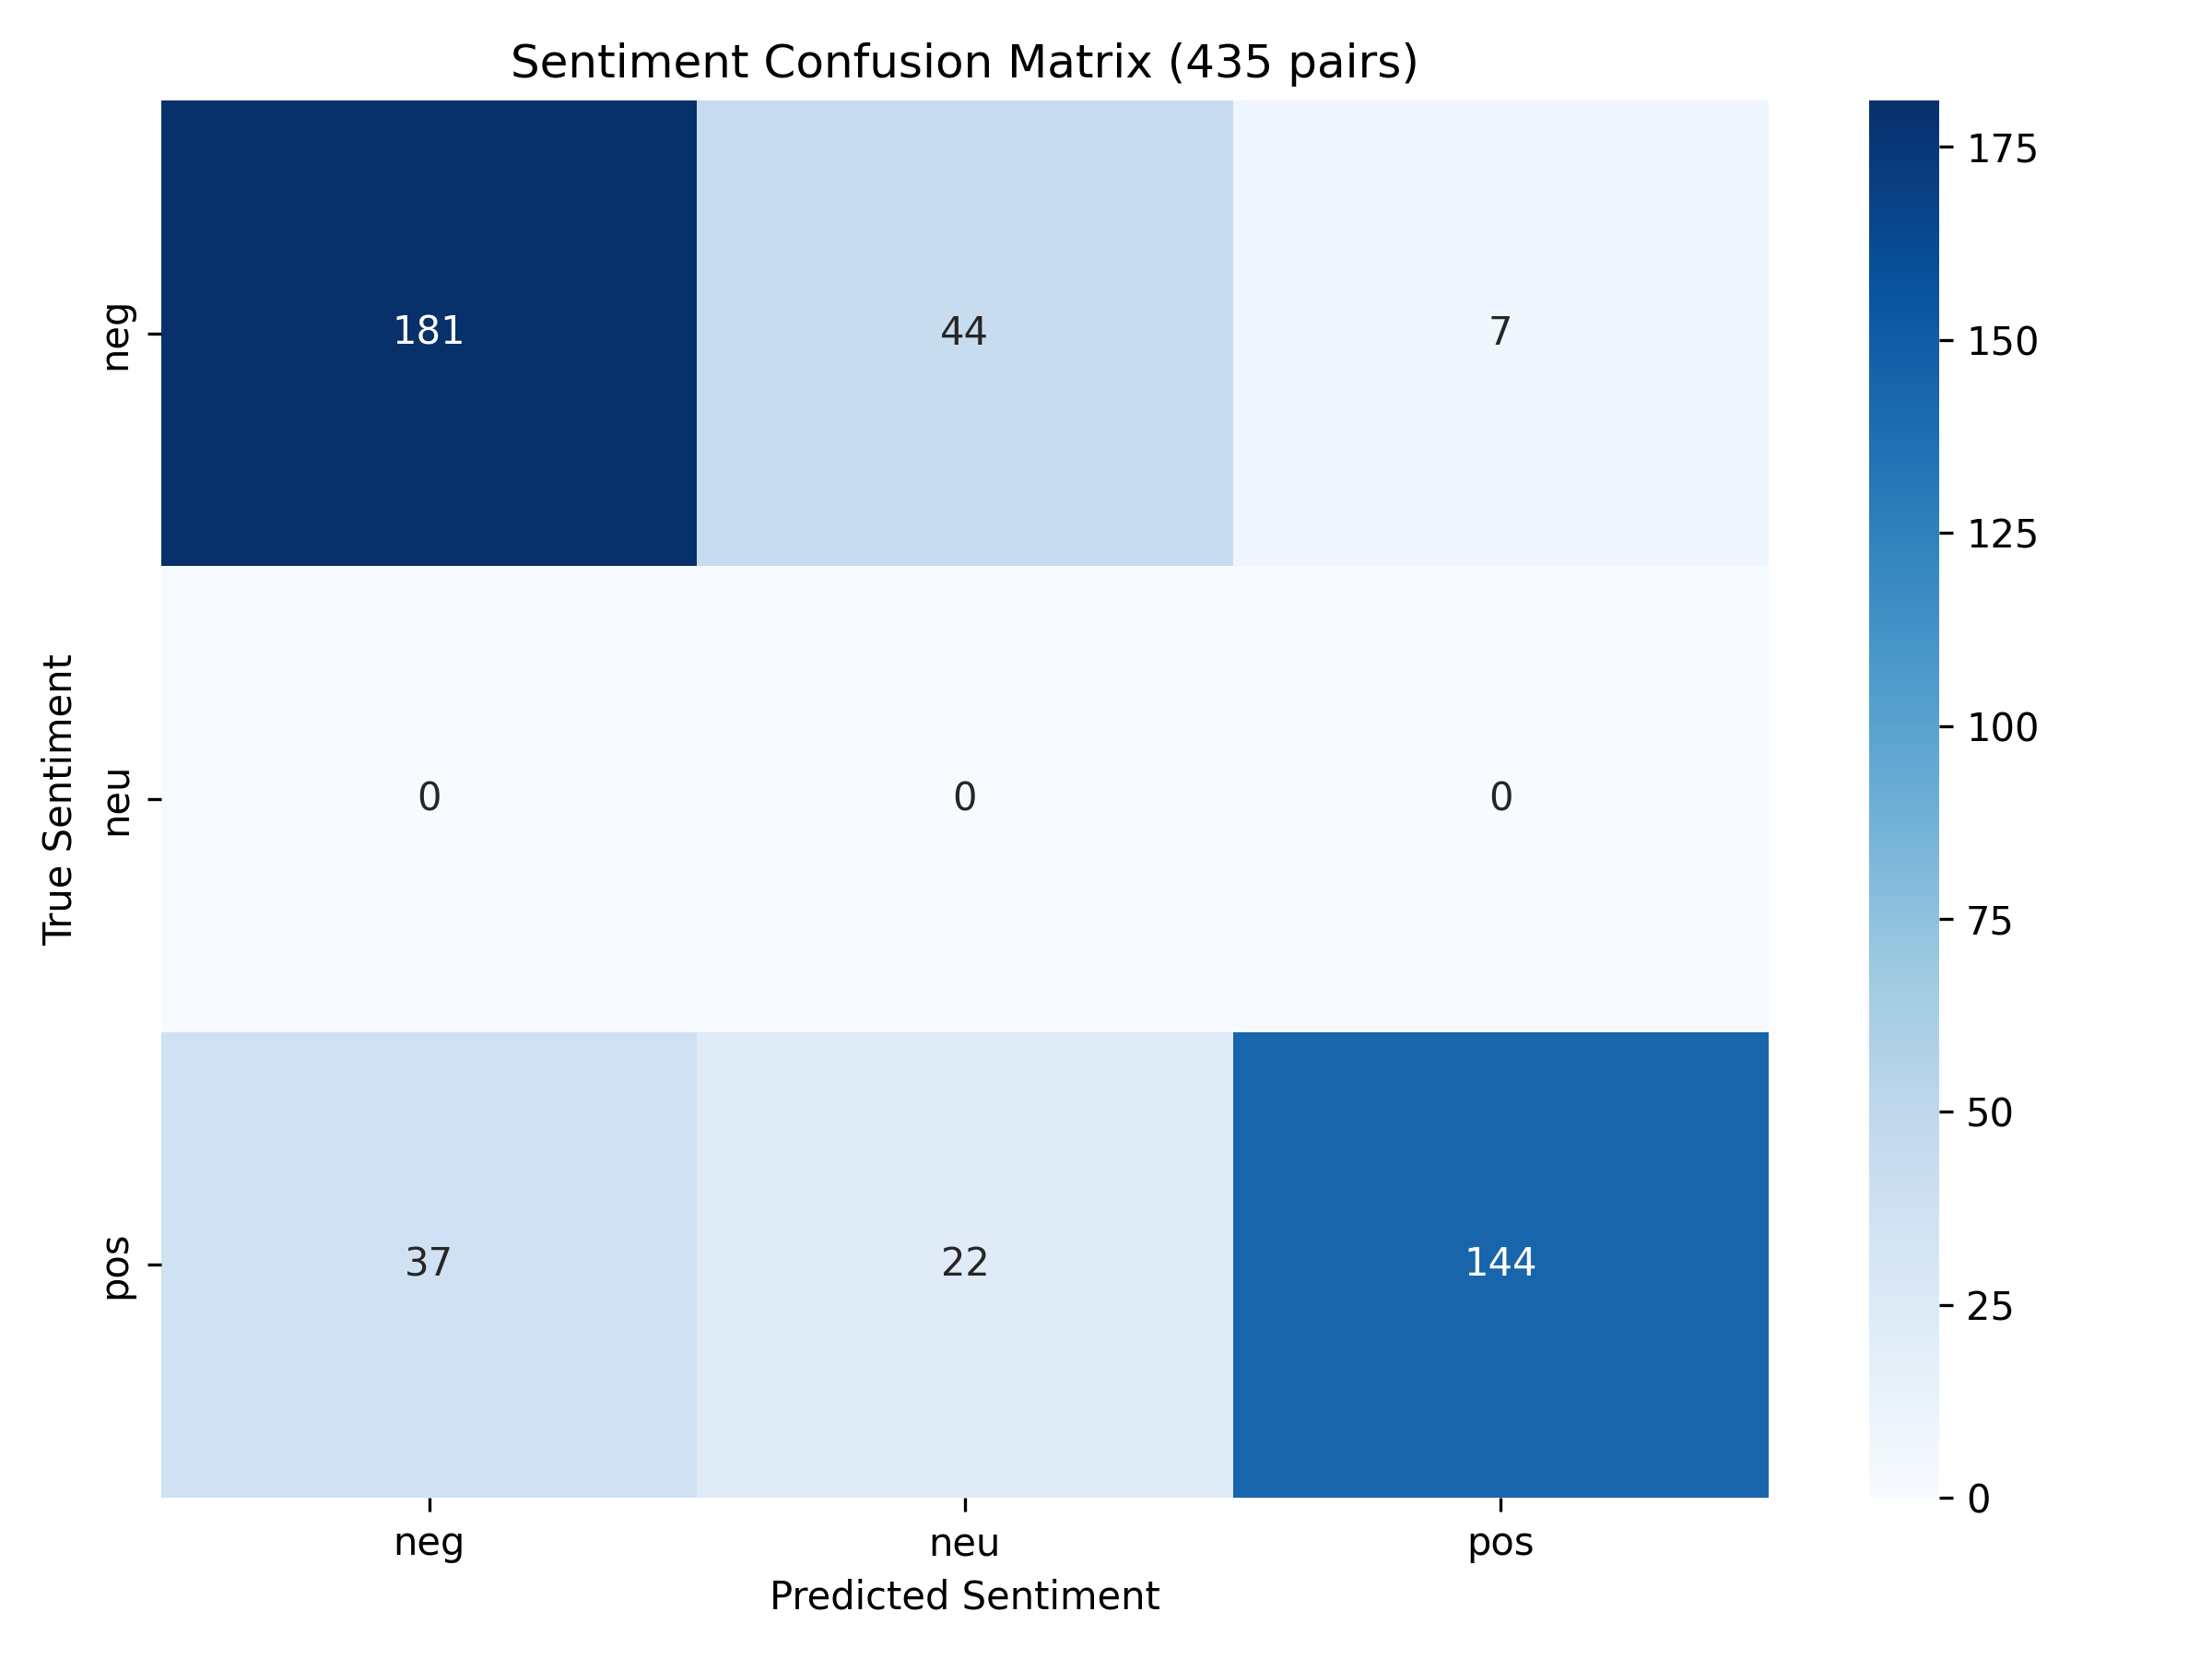 Sentiment Confusion Matrix (435 pairs)
True Sentiment
neg
181 44 7
neu
0 0 0
pos
37 22 144
neg neu pos
Predicted Sentiment
175
150
125
100
75
50
25
0